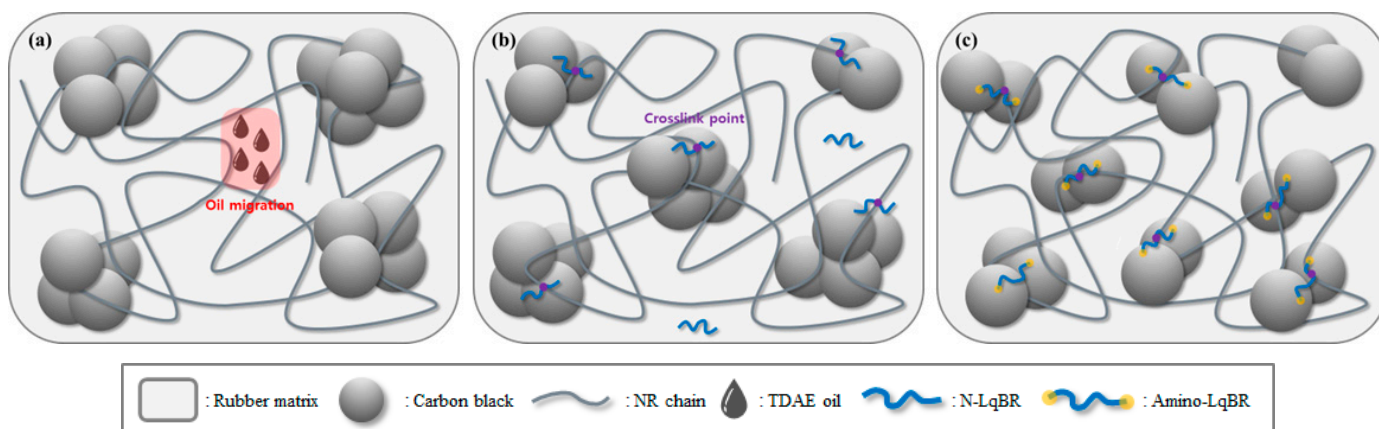 (a)
(b)
(c)
Crosslink point
Oil migration
: Rubber matrix
: Carbon black
: NR chain
: TDAE oil
: N-LqBR
: Amino-LqBR